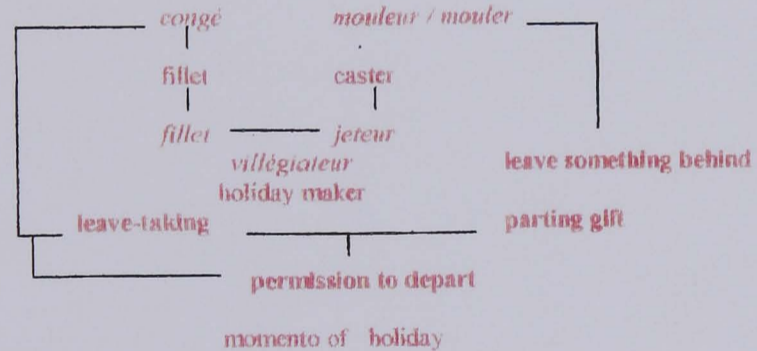 congé mouleur / mouler
fillet caster
fillet jeteur
villégiateur
leave something behind
holiday maker
leave-taking
parting gift
permission to depart
momento of holiday